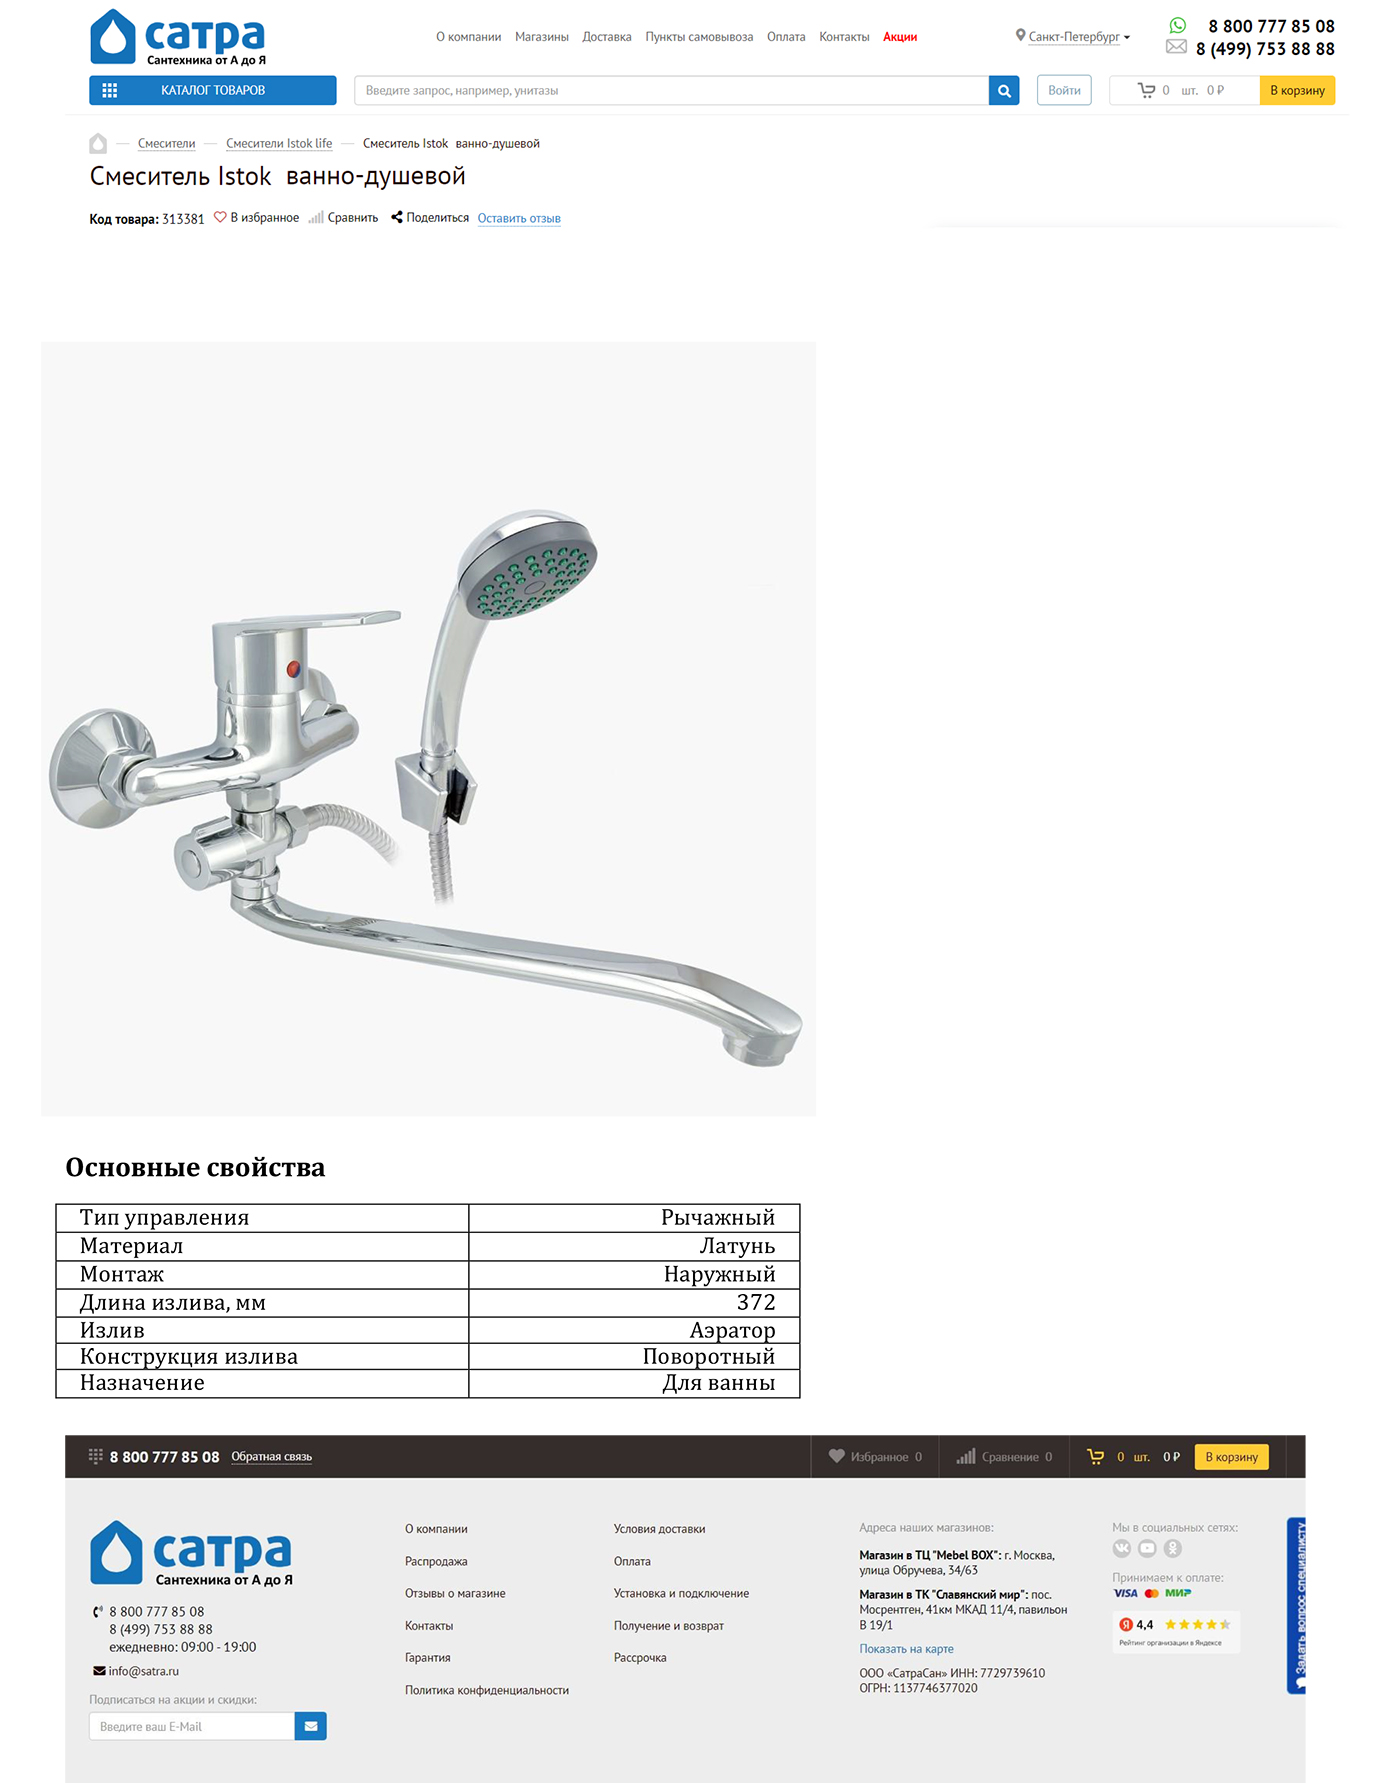 сатра
Сантехника от А до Я
О компании Магазины Доставка Пункты самовывоза Оплата Контакты Акции
Санкт-Петербург
8 800 777 85 08
8 (499) 753 88 88
КАТАЛОГ ТОВАРОВ
Введите запрос, например, унитазы
Войти
0 шт. 0 ₽
В корзину
Смесители — Смесители Istok life — Смеситель Istok ванно-душевой
Смеситель Istok ванно-душевой
Код товара: 313381 В избранное Сравнить Поделиться Оставить отзыв
Основные свойства
Тип управления Рычажный
Материал Латунь
Монтаж Наружный
Длина излива, мм 372
Излив Аэратор
Конструкция излива Поворотный
Назначение Для ванны
8 800 777 85 08 Обратная связь
Избранное 0 Сравнение 0 0 шт. 0 ₽ В корзину
сатра
Сантехника от А до Я
8 800 777 85 08
8 (499) 753 88 88
ежедневно: 09:00 - 19:00
info@satra.ru
Подписаться на акции и скидки:
Введите ваш E-Mail
О компании
Распродажа
Отзывы о магазине
Контакты
Гарантия
Политика конфиденциальности
Условия доставки
Оплата
Установка и подключение
Получение и возврат
Рассрочка
Адреса наших магазинов:
Магазин в ТЦ "Mebel BOX": г. Москва,
улица Обручева, 34/63
Магазин в ТК "Славянский мир": пос.
Мосрентген, 41км МКАД 11/4, павильон
В 19/1
Показать на карте
ООО «СатраСан» ИНН: 7729739610
ОГРН: 1137746377020
Мы в социальных сетях:
Принимаем к оплате:
VISA МИР
Я 4,4
Рейтинг организации в Яндексе
Задать вопрос специалисту